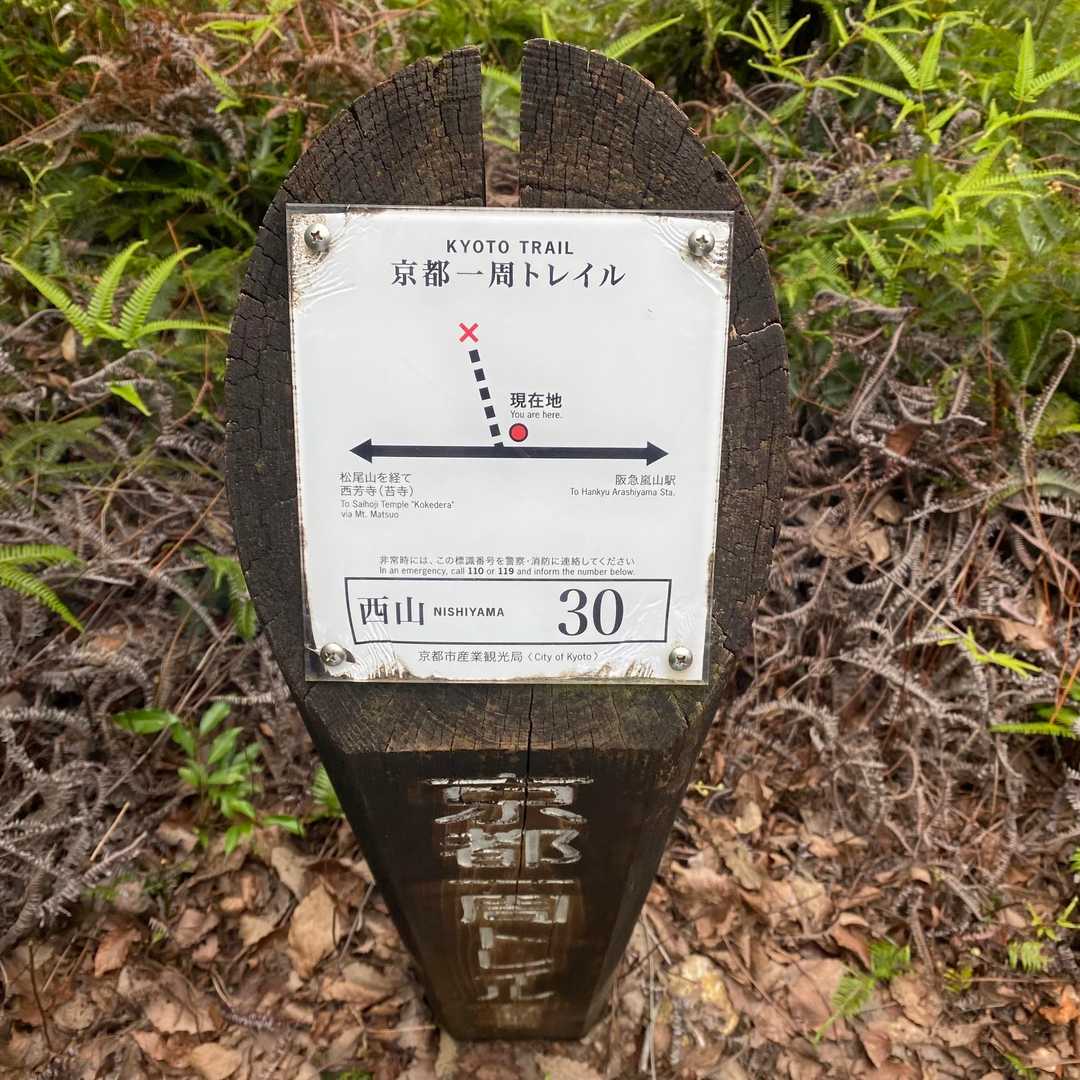 KYOTO TRAIL
京都一周トレイル
現在地
You are here.
松尾山を経て
西芳寺(苔寺)
To Saihoji Temple "Kokedera"
via Mt. Matsuo
阪急嵐山駅
To Hankyu Arashiyama Sta.
非常時には、この標識番号を警察・消防に連絡してください
In an emergency, call 110 or 119 and inform the number below.
西山 NISHIYAMA 30
京都市産業観光局〈City of Kyoto〉
京都一周トレ